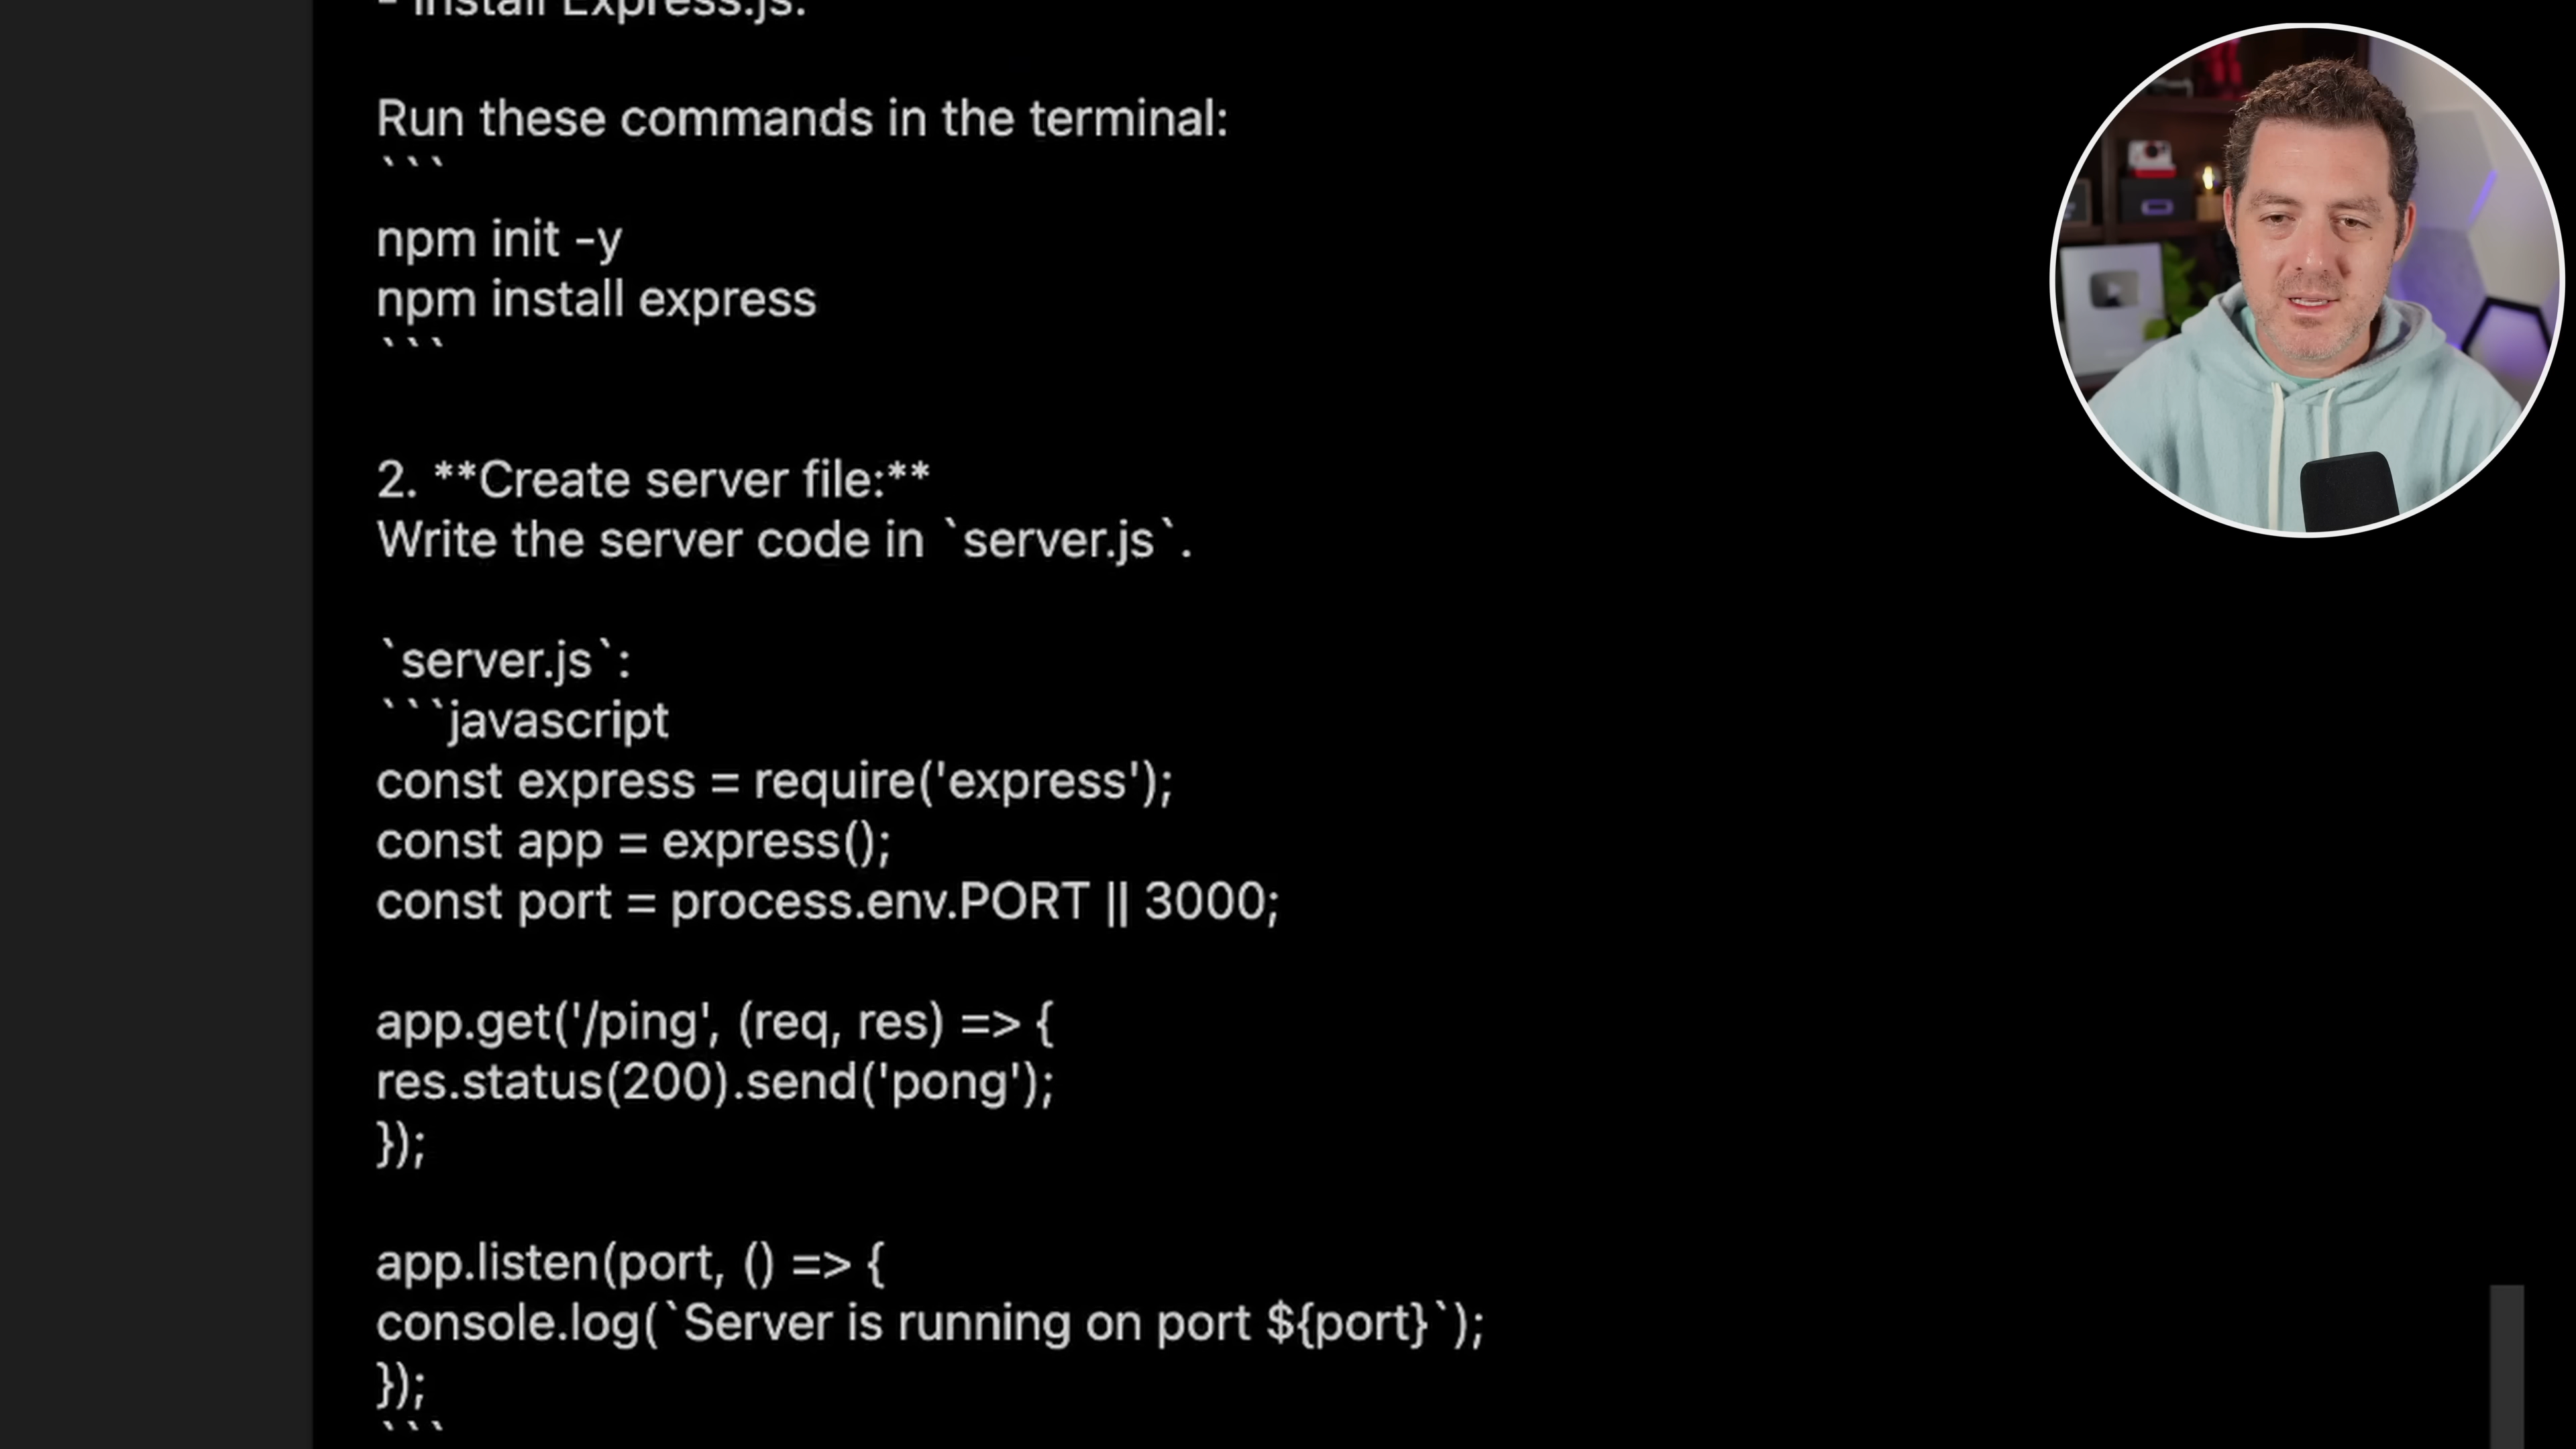 - Install Express.js:
Run these commands in the terminal:
```
npm init -y
npm install express
```
2. **Create server file:**
Write the server code in `server.js`.
`server.js`:
```javascript
const express = require('express');
const app = express();
const port = process.env.PORT || 3000;
app.get('/ping', (req, res) => {
res.status(200).send('pong');
});
app.listen(port, () => {
console.log(`Server is running on port ${port}`);
});
```